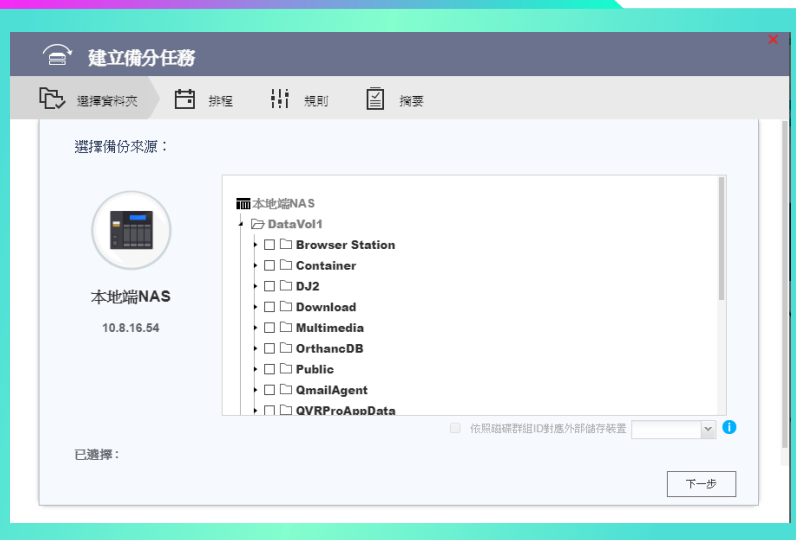 建立備分任務
選擇資料夾 排程 規則 摘要
選擇備份來源：
本地端NAS
10.8.16.54
本地端NAS
DataVol1
Browser Station
Container
DJ2
Download
Multimedia
OrthancDB
Public
QmailAgent
QVRProAppData
依照磁碟群組ID對應外部儲存裝置
已選擇：
下一步